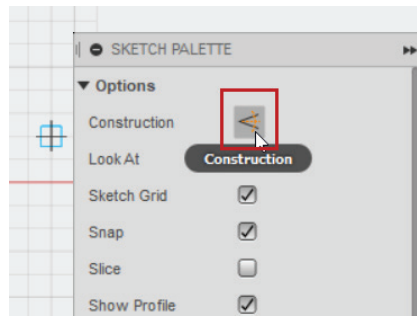 SKETCH PALETTE
Options
Construction
Look At
Construction
Sketch Grid
Snap
Slice
Show Profile